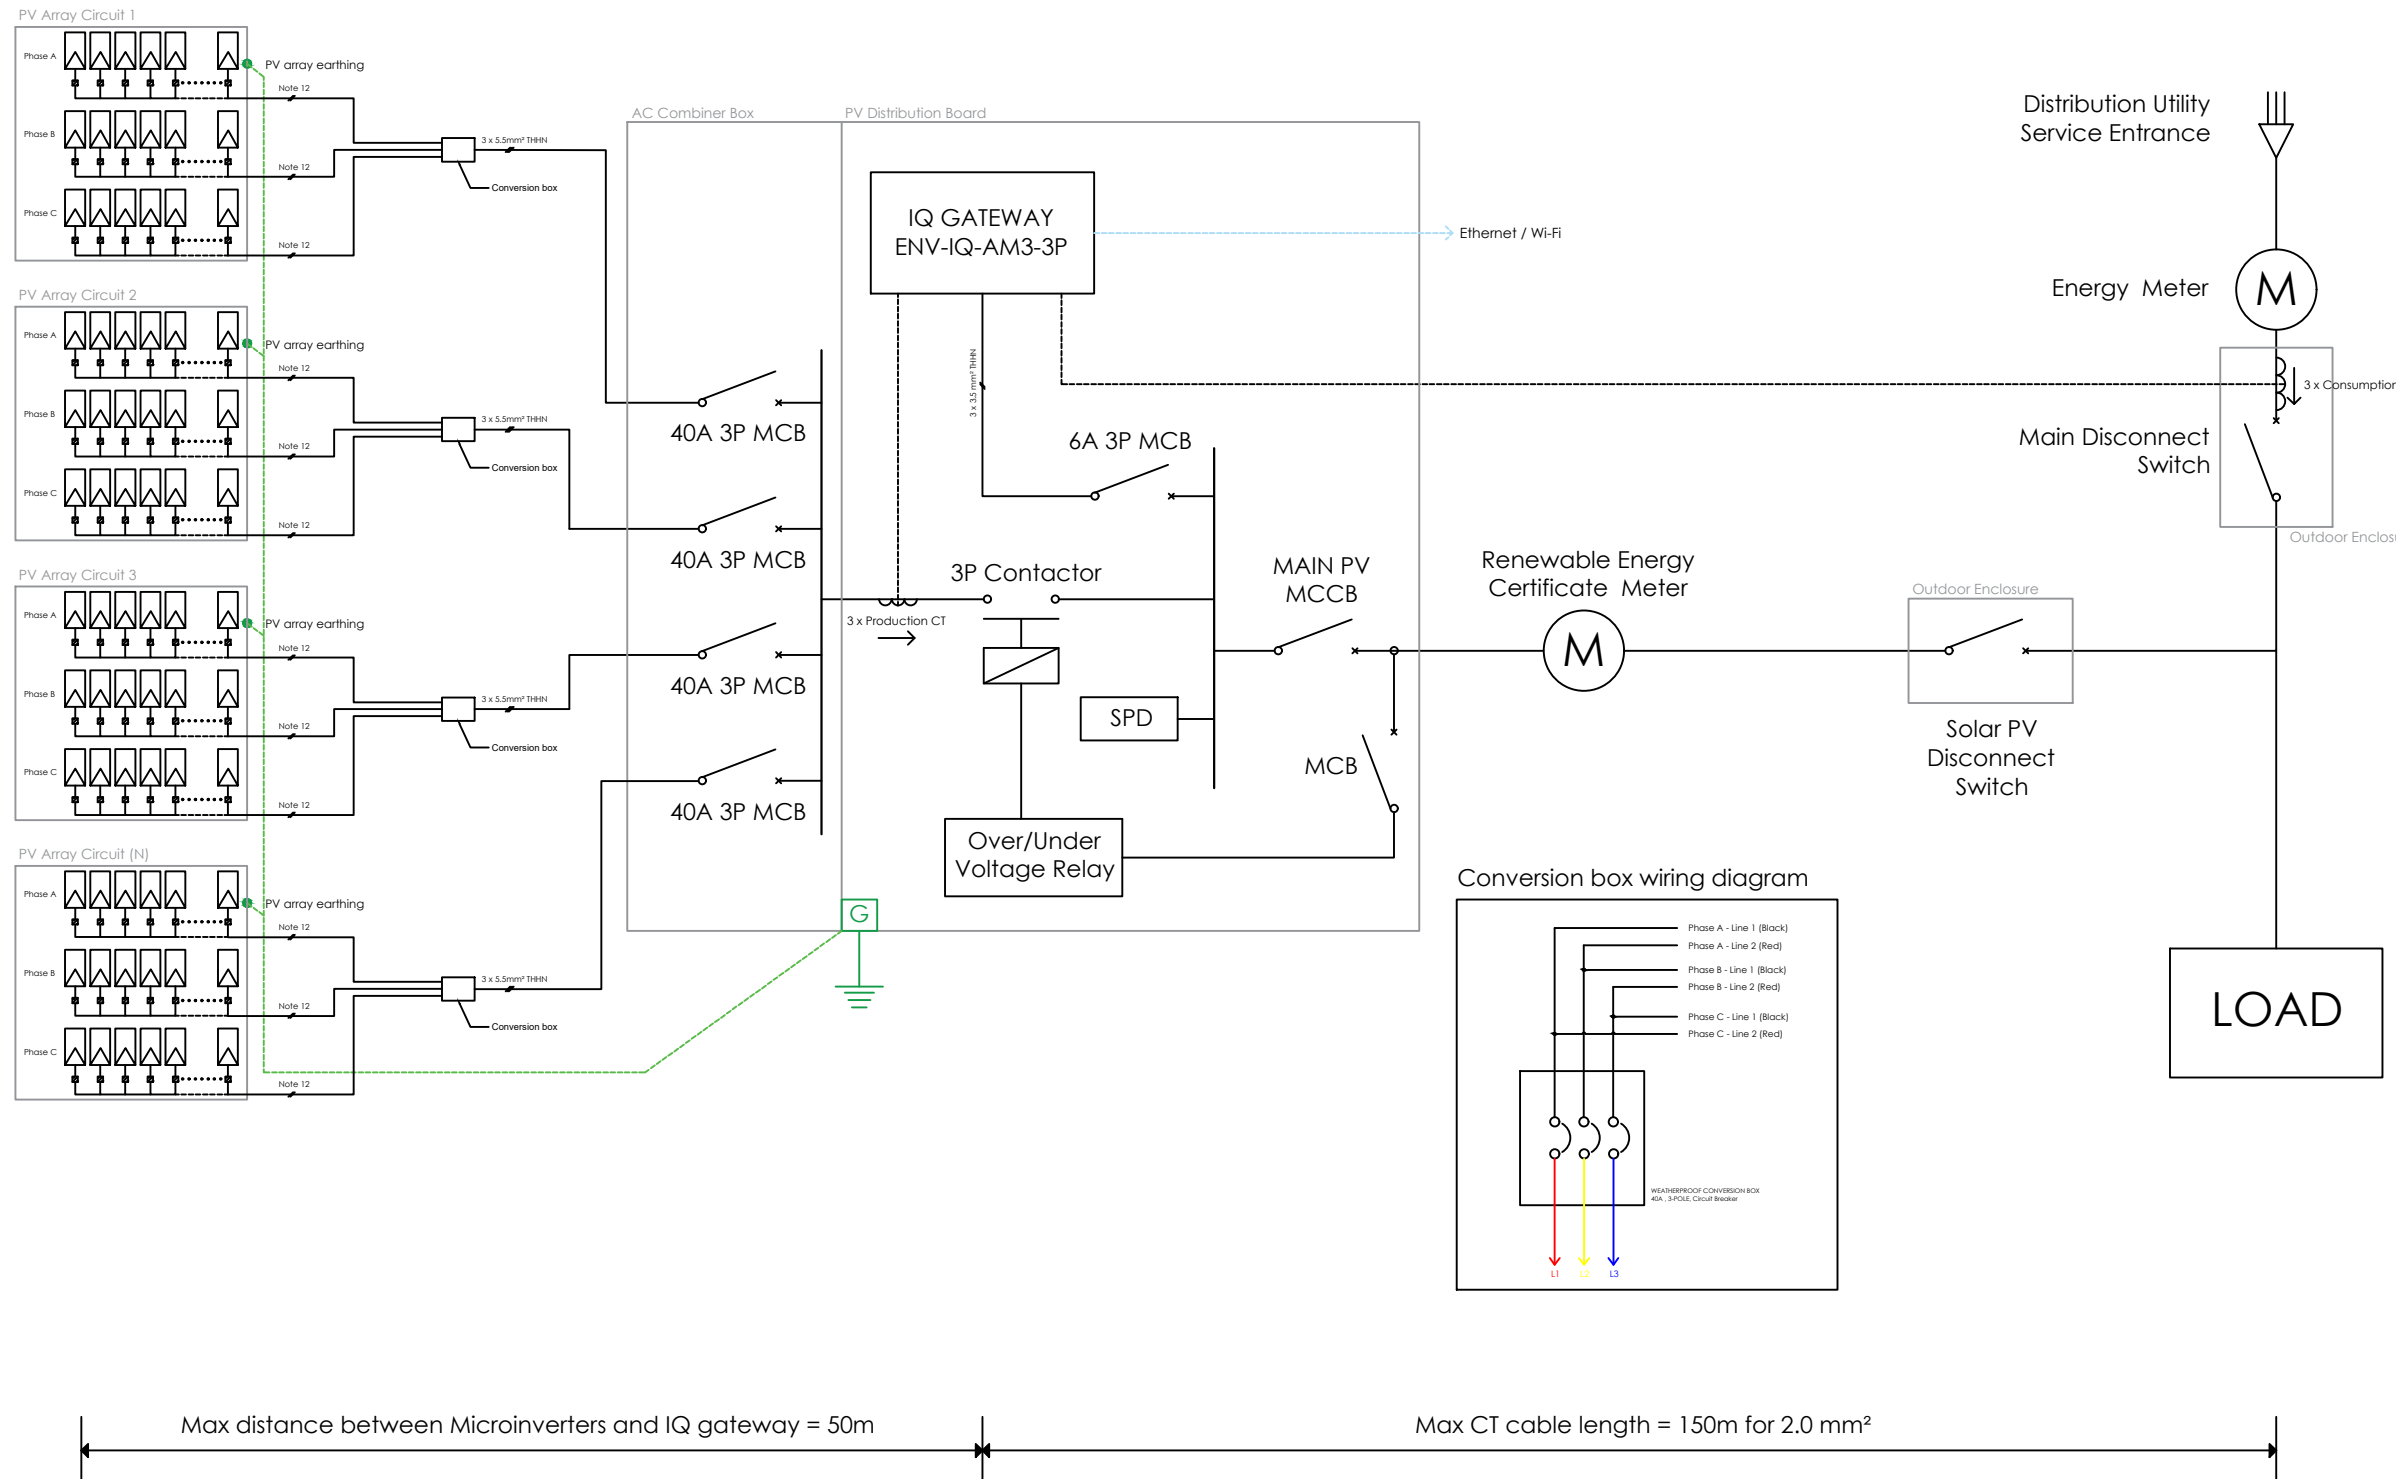 PV Array Circuit 1
Phase A
PV array earthing
Note 12
Phase B
Note 12
Phase C
Note 12
3 x 5.5mm² THHN
Conversion box
PV Array Circuit 2
Phase A
PV array earthing
Note 12
Phase B
Note 12
Phase C
Note 12
3 x 5.5mm² THHN
Conversion box
PV Array Circuit 3
Phase A
PV array earthing
Note 12
Phase B
Note 12
Phase C
Note 12
3 x 5.5mm² THHN
Conversion box
PV Array Circuit (N)
Phase A
PV array earthing
Note 12
Phase B
Note 12
Phase C
Note 12
3 x 5.5mm² THHN
Conversion box
AC Combiner Box
40A 3P MCB
40A 3P MCB
40A 3P MCB
40A 3P MCB
PV Distribution Board
IQ GATEWAY
ENV-IQ-AM3-3P
Ethernet / Wi-Fi
3 x 3.5 mm² THHN
6A 3P MCB
3P Contactor
3 x Production CT
MAIN PV
MCCB
SPD
MCB
Over/Under
Voltage Relay
G
Renewable Energy
Certificate Meter
M
Outdoor Enclosure
Solar PV
Disconnect
Switch
Distribution Utility
Service Entrance
Energy Meter
M
3 x Consumption
Main Disconnect
Switch
Outdoor Enclosu
LOAD
Conversion box wiring diagram
Phase A - Line 1 (Black)
Phase A - Line 2 (Red)
Phase B - Line 1 (Black)
Phase B - Line 2 (Red)
Phase C - Line 1 (Black)
Phase C - Line 2 (Red)
WEATHERPROOF CONVERSION BOX
40A , 3-POLE, Circuit Breaker
L1
L2
L3
Max distance between Microinverters and IQ gateway = 50m
Max CT cable length = 150m for 2.0 mm²